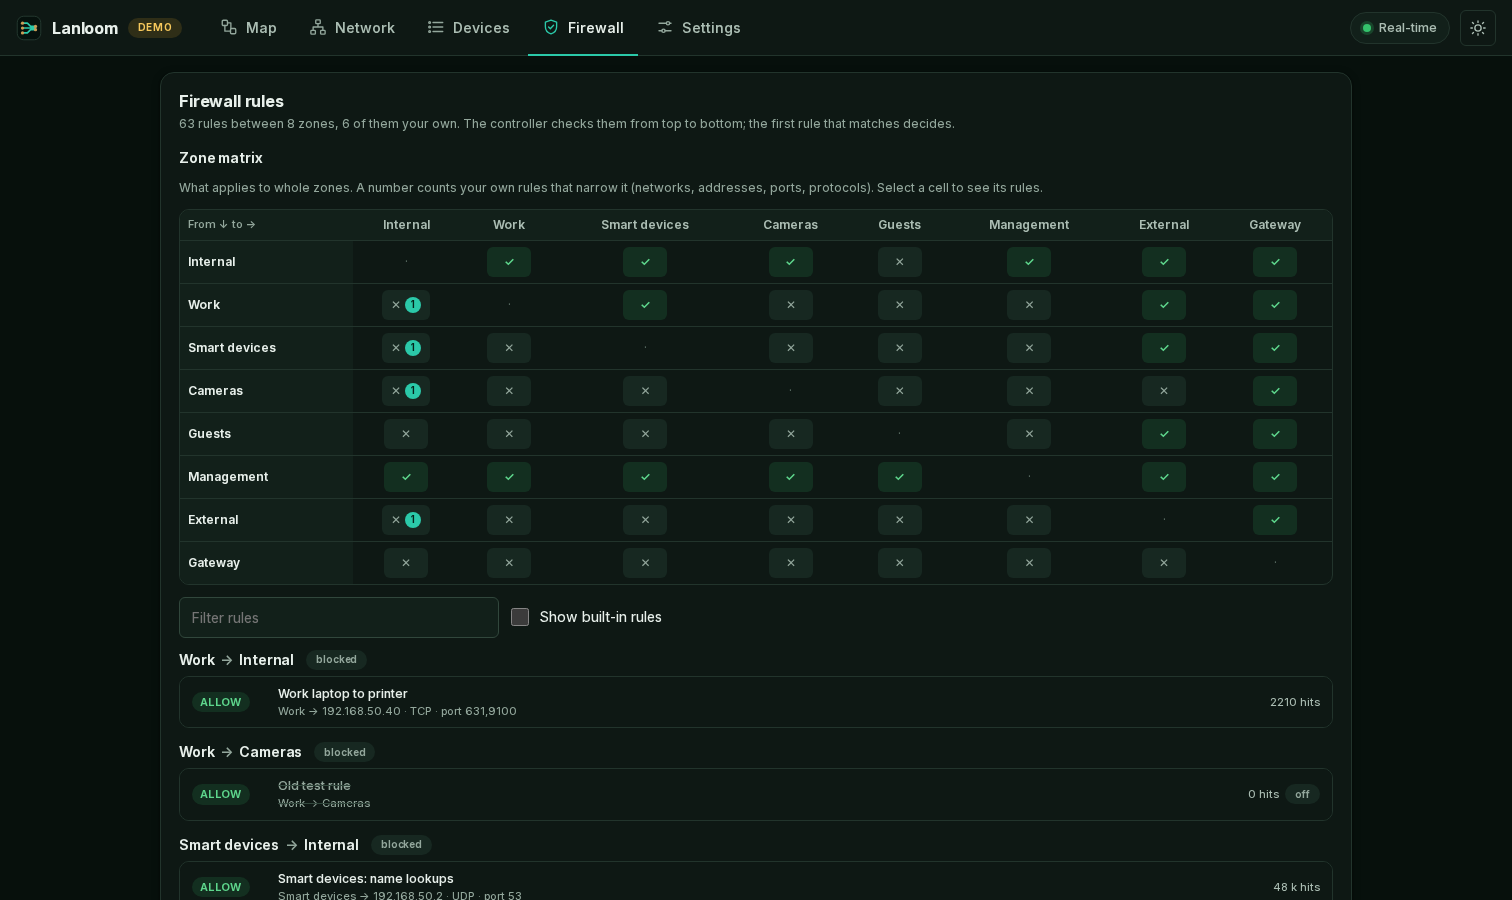 Lanloom DEMO Map Network Devices Firewall Settings Real-time
Firewall rules
63 rules between 8 zones, 6 of them your own. The controller checks them from top to bottom; the first rule that matches decides.
Zone matrix
What applies to whole zones. A number counts your own rules that narrow it (networks, addresses, ports, protocols). Select a cell to see its rules.
From ↓ to → Internal Work Smart devices Cameras Guests Management External Gateway
Internal · ✓ ✓ ✓ ✕ ✓ ✓ ✓
Work ✕ 1 · ✓ ✕ ✕ ✕ ✓ ✓
Smart devices ✕ 1 ✕ · ✕ ✕ ✕ ✓ ✓
Cameras ✕ 1 ✕ ✕ · ✕ ✕ ✕ ✓
Guests ✕ ✕ ✕ ✕ · ✕ ✓ ✓
Management ✓ ✓ ✓ ✓ ✓ · ✓ ✓
External ✕ 1 ✕ ✕ ✕ ✕ ✕ · ✓
Gateway ✕ ✕ ✕ ✕ ✕ ✕ ✕ ·
Filter rules Show built-in rules
Work → Internal blocked
ALLOW Work laptop to printer 2210 hits
Work → 192.168.50.40 · TCP · port 631,9100
Work → Cameras blocked
ALLOW Old test rule 0 hits off
Work → Cameras
Smart devices → Internal blocked
ALLOW Smart devices: name lookups 48 k hits
Smart devices → 192.168.50.2 · UDP · port 53